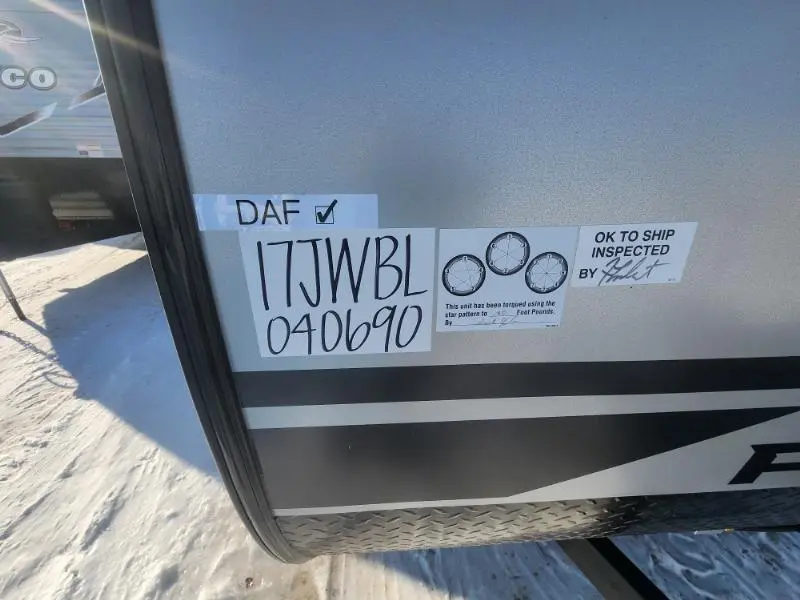 CO
DAF ☑
17JWBL
040690
This unit has been torqued using the
star pattern to Foot Pounds.
By
OK TO SHIP
INSPECTED
BY